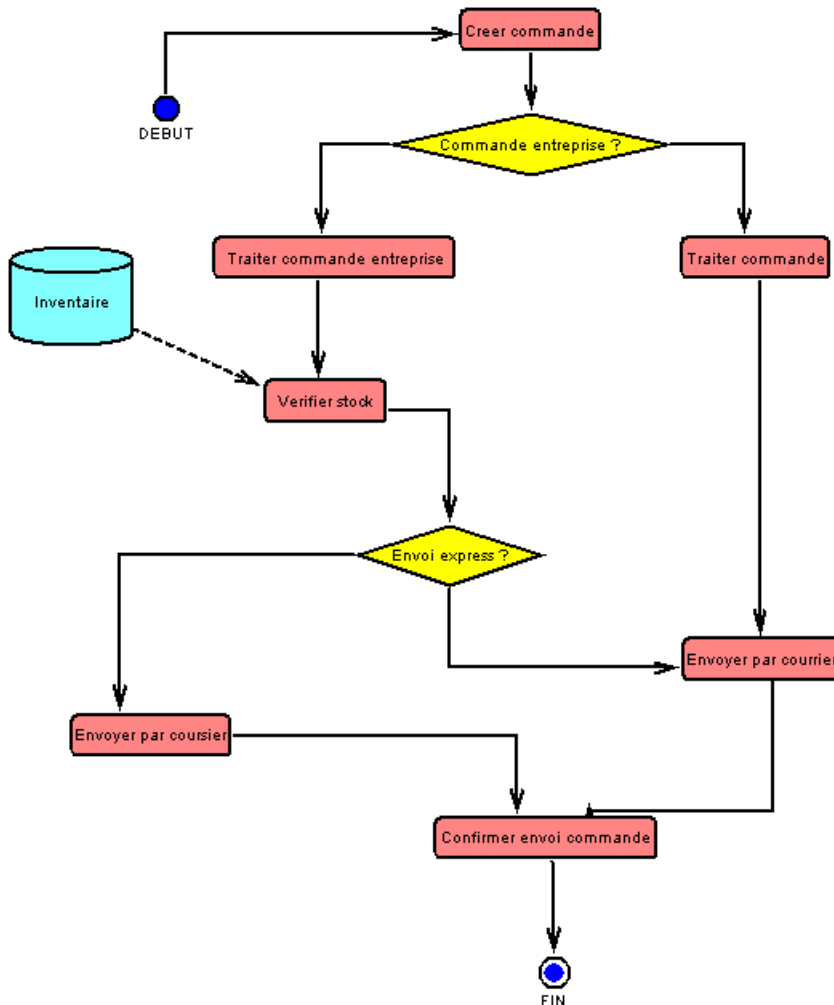 Creer commande
DEBUT
Commande entreprise ?
Traiter commande entreprise
Traiter commande
Inventaire
Verifier stock
Envoi express ?
Envoyer par courrier
Envoyer par coursier
Confirmer envoi commande
FIN